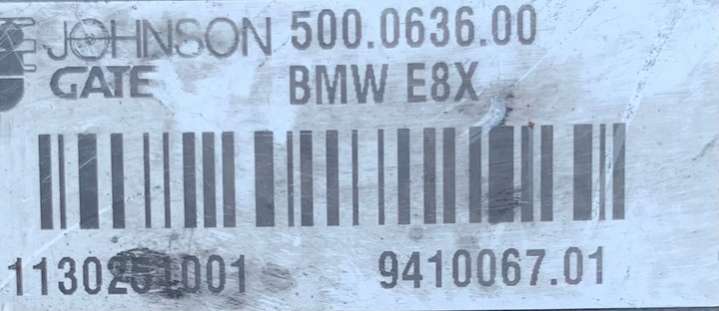 JOHNSON 500.0636.00
GATE BMW E8X
9410067.01